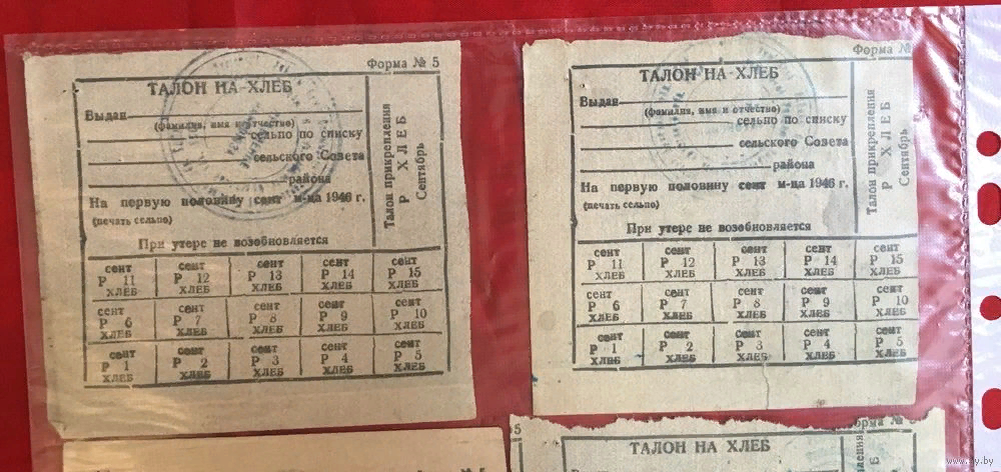 Форма № 5
ТАЛОН НА ХЛЕБ
Выдан
(фамилия, имя и отчество)
сельпо по списку
сельского Совета
района
На первую половину сент м-ца 1946 г.
(печать сельпо)
При утере не возобновляется
Талон прикрепления
Р ХЛЕБ
Сентябрь
сент сент сент сент сент
Р 11 Р 12 Р 13 Р 14 Р 15
ХЛЕБ ХЛЕБ ХЛЕБ ХЛЕБ ХЛЕБ
сент сент сент сент сент
Р 6 Р 7 Р 8 Р 9 Р 10
ХЛЕБ ХЛЕБ ХЛЕБ ХЛЕБ ХЛЕБ
сент сент сент сент сент
Р 1 Р 2 Р 3 Р 4 Р 5
ХЛЕБ ХЛЕБ ХЛЕБ ХЛЕБ ХЛЕБ
Форма №
ТАЛОН НА ХЛЕБ
Выдан
(фамилия, имя и отчество)
сельпо по списку
сельского Совета
района
На первую половину сент м-ца 1946 г.
(печать сельпо)
При утере не возобновляется
Талон прикрепления
Р ХЛЕБ
Сентябрь
сент сент сент сент сент
Р 11 Р 12 Р 13 Р 14 Р 15
ХЛЕБ ХЛЕБ ХЛЕБ ХЛЕБ ХЛЕБ
сент сент сент сент сент
Р 6 Р 7 Р 8 Р 9 Р 10
ХЛЕБ ХЛЕБ ХЛЕБ ХЛЕБ ХЛЕБ
сент сент сент сент сент
Р 1 Р 2 Р 3 Р 4 Р 5
ХЛЕБ ХЛЕБ ХЛЕБ ХЛЕБ ХЛЕБ
ТАЛОН НА ХЛЕБ
www.ay.by